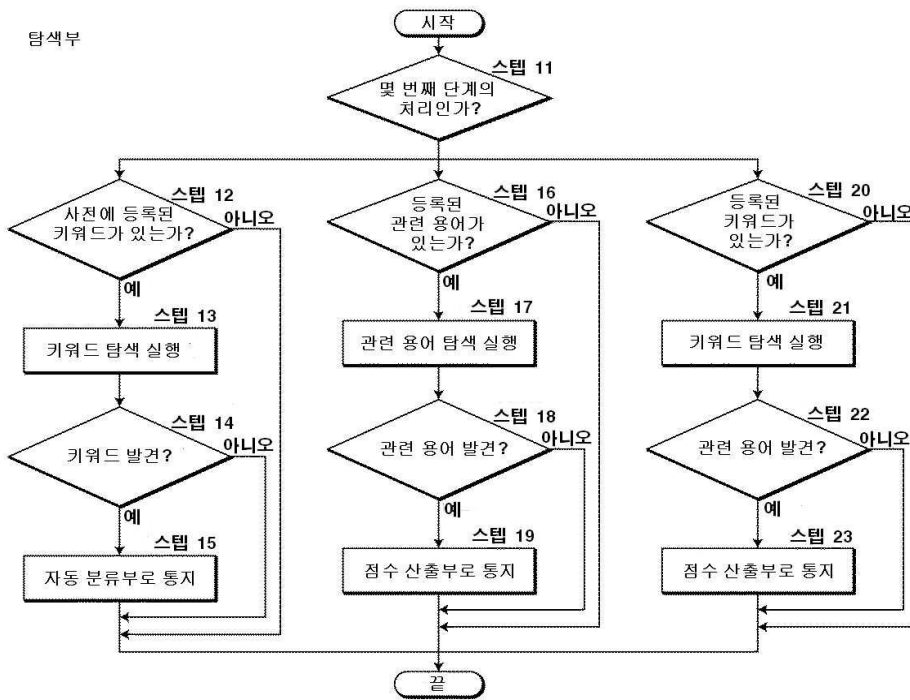 탐색부
시작
스텝 11
몇 번째 단계의
처리인가?
스텝 12
사전에 등록된
키워드가 있는가?
아니오
예
스텝 13
키워드 탐색 실행
스텝 14
키워드 발견?
아니오
예
스텝 15
자동 분류부로 통지
스텝 16
등록된
관련 용어가
있는가?
아니오
예
스텝 17
관련 용어 탐색 실행
스텝 18
관련 용어 발견?
아니오
예
스텝 19
점수 산출부로 통지
스텝 20
등록된
키워드가
있는가?
아니오
예
스텝 21
키워드 탐색 실행
스텝 22
관련 용어 발견?
아니오
예
스텝 23
점수 산출부로 통지
끝